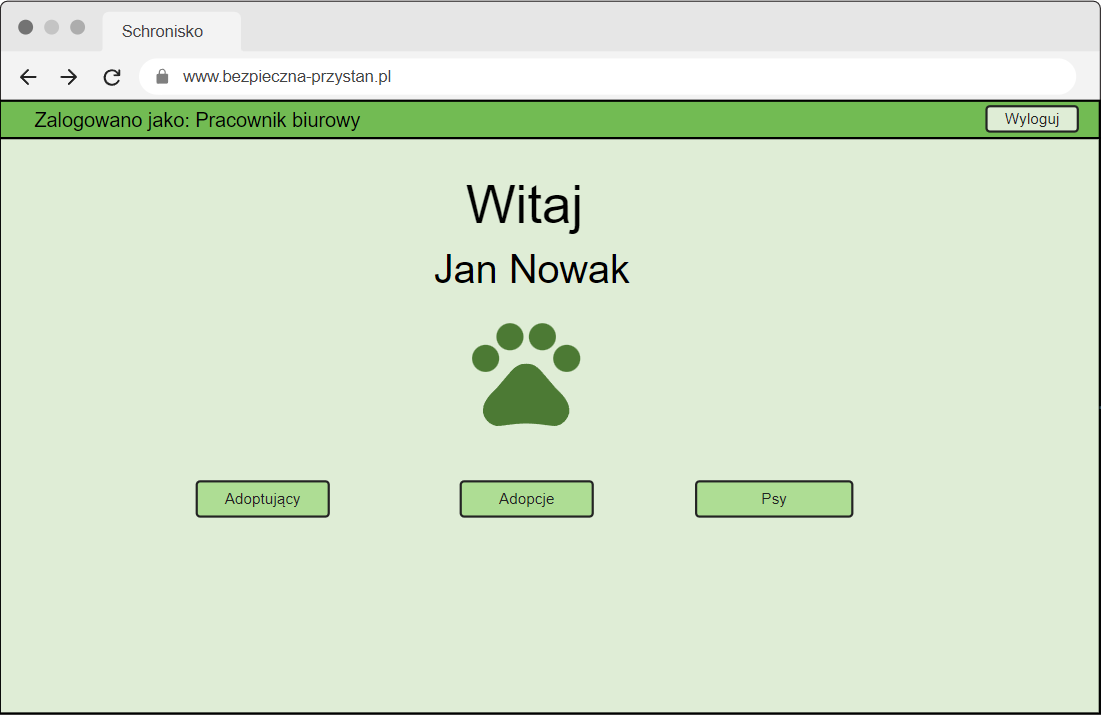 Schronisko
www.bezpieczna-przystan.pl
Zalogowano jako: Pracownik biurowy
Wyloguj
Witaj
Jan Nowak
Adoptujący
Adopcje
Psy